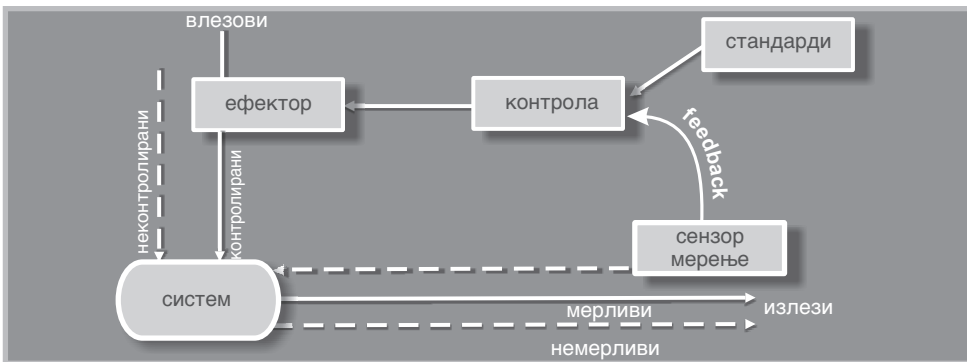 влезови
стандарди
ефектор
контрола
feedback
неконтролирани
контролирани
сензор
мерење
систем
мерливи
излези
немерливи